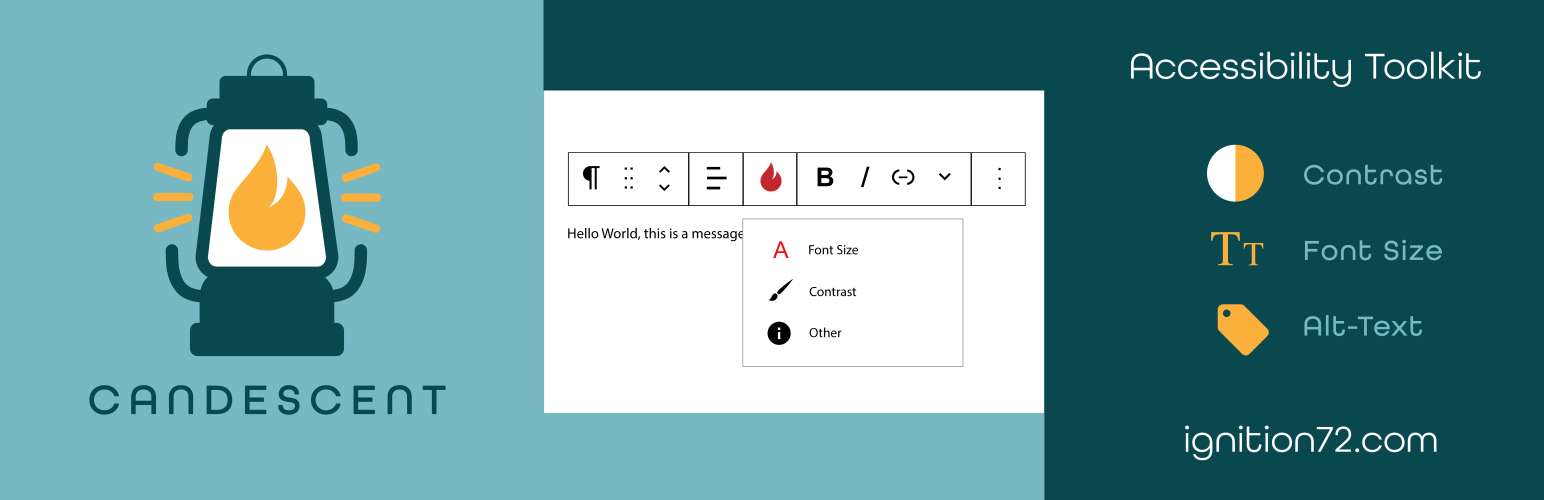 CANDESCENT
¶ B /
Hello World, this is a message
A Font Size
Contrast
i Other
Accessibility Toolkit
Contrast
TT Font Size
Alt-Text
ignition72.com